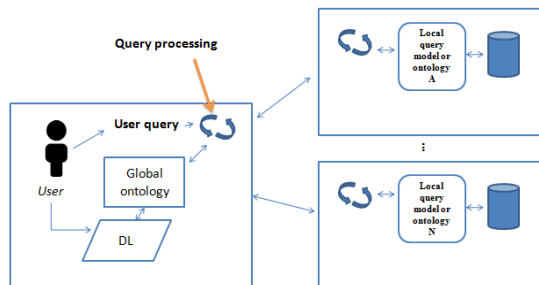 Query processing
User query
User
Global
ontology
DL
Local
query
model or
ontology
A
⋮
Local
query
model or
ontology
N